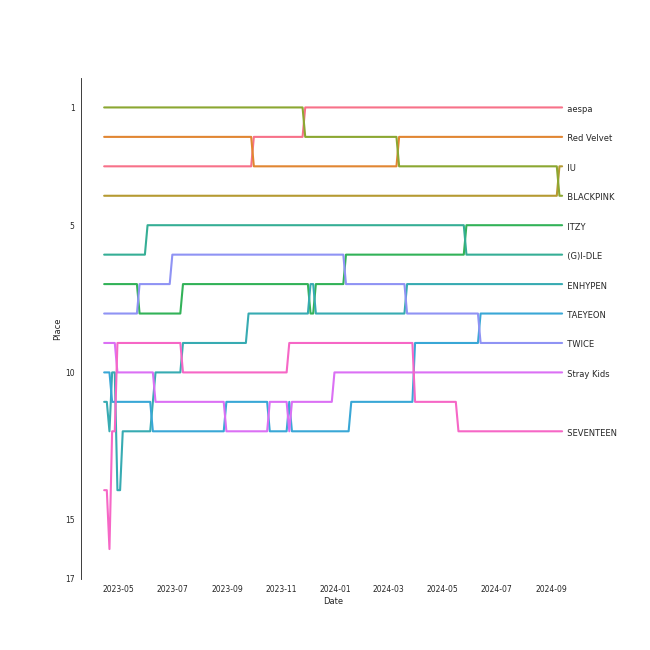 1
aespa
Red Velvet
IU
BLACKPINK
5
ITZY
(G)I-DLE
ENHYPEN
TAEYEON
Place
TWICE
10
Stray Kids
SEVENTEEN
15
17
2023-05 2023-07 2023-09 2023-11 2024-01 2024-03 2024-05 2024-07 2024-09
Date